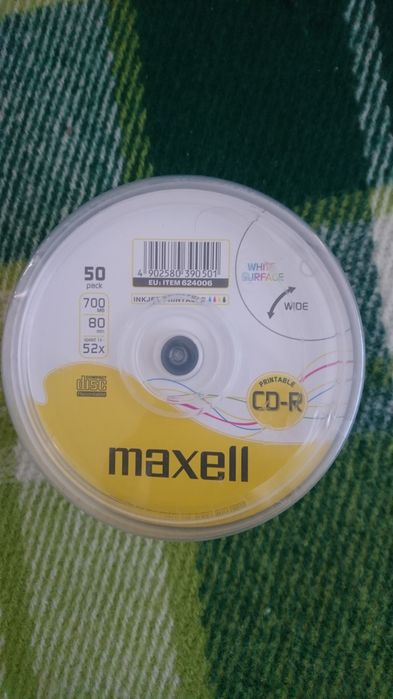 50
pack
700
MB
80
min
52x
4 902580 390501
EU: ITEM 624006
INKJET PRINTABLE
WHITE
SURFACE
WIDE
COMPACT
disc
PRINTABLE
CD-R
maxell